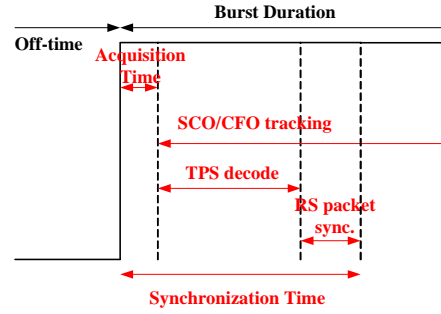 Burst Duration
Off-time
Acquisition
Time
SCO/CFO tracking
TPS decode
RS packet
sync.
Synchronization Time